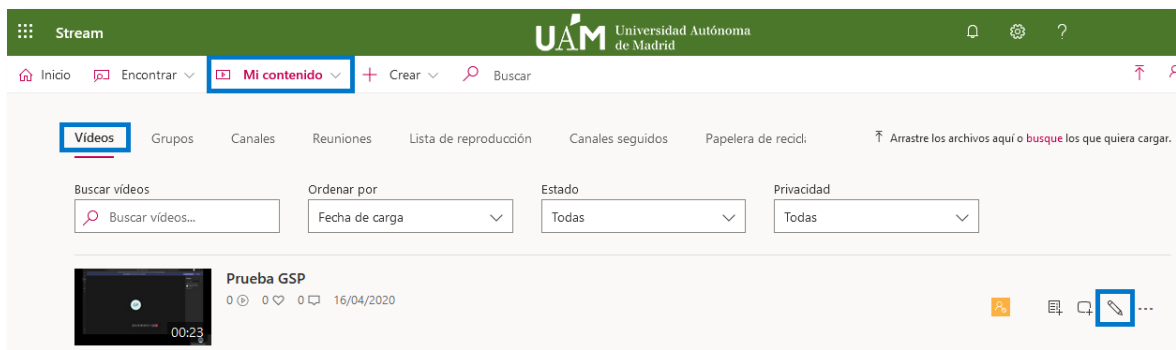 Stream
UAM Universidad Autónoma
de Madrid
?
Inicio Encontrar Mi contenido Crear Buscar
Vídeos Grupos Canales Reuniones Lista de reproducción Canales seguidos Papelera de recicl Arrastre los archivos aquí o busque los que quiera cargar.
Buscar vídeos Ordenar por Estado Privacidad
Buscar vídeos... Fecha de carga Todas Todas
Prueba GSP
0 0 0 16/04/2020
00:23